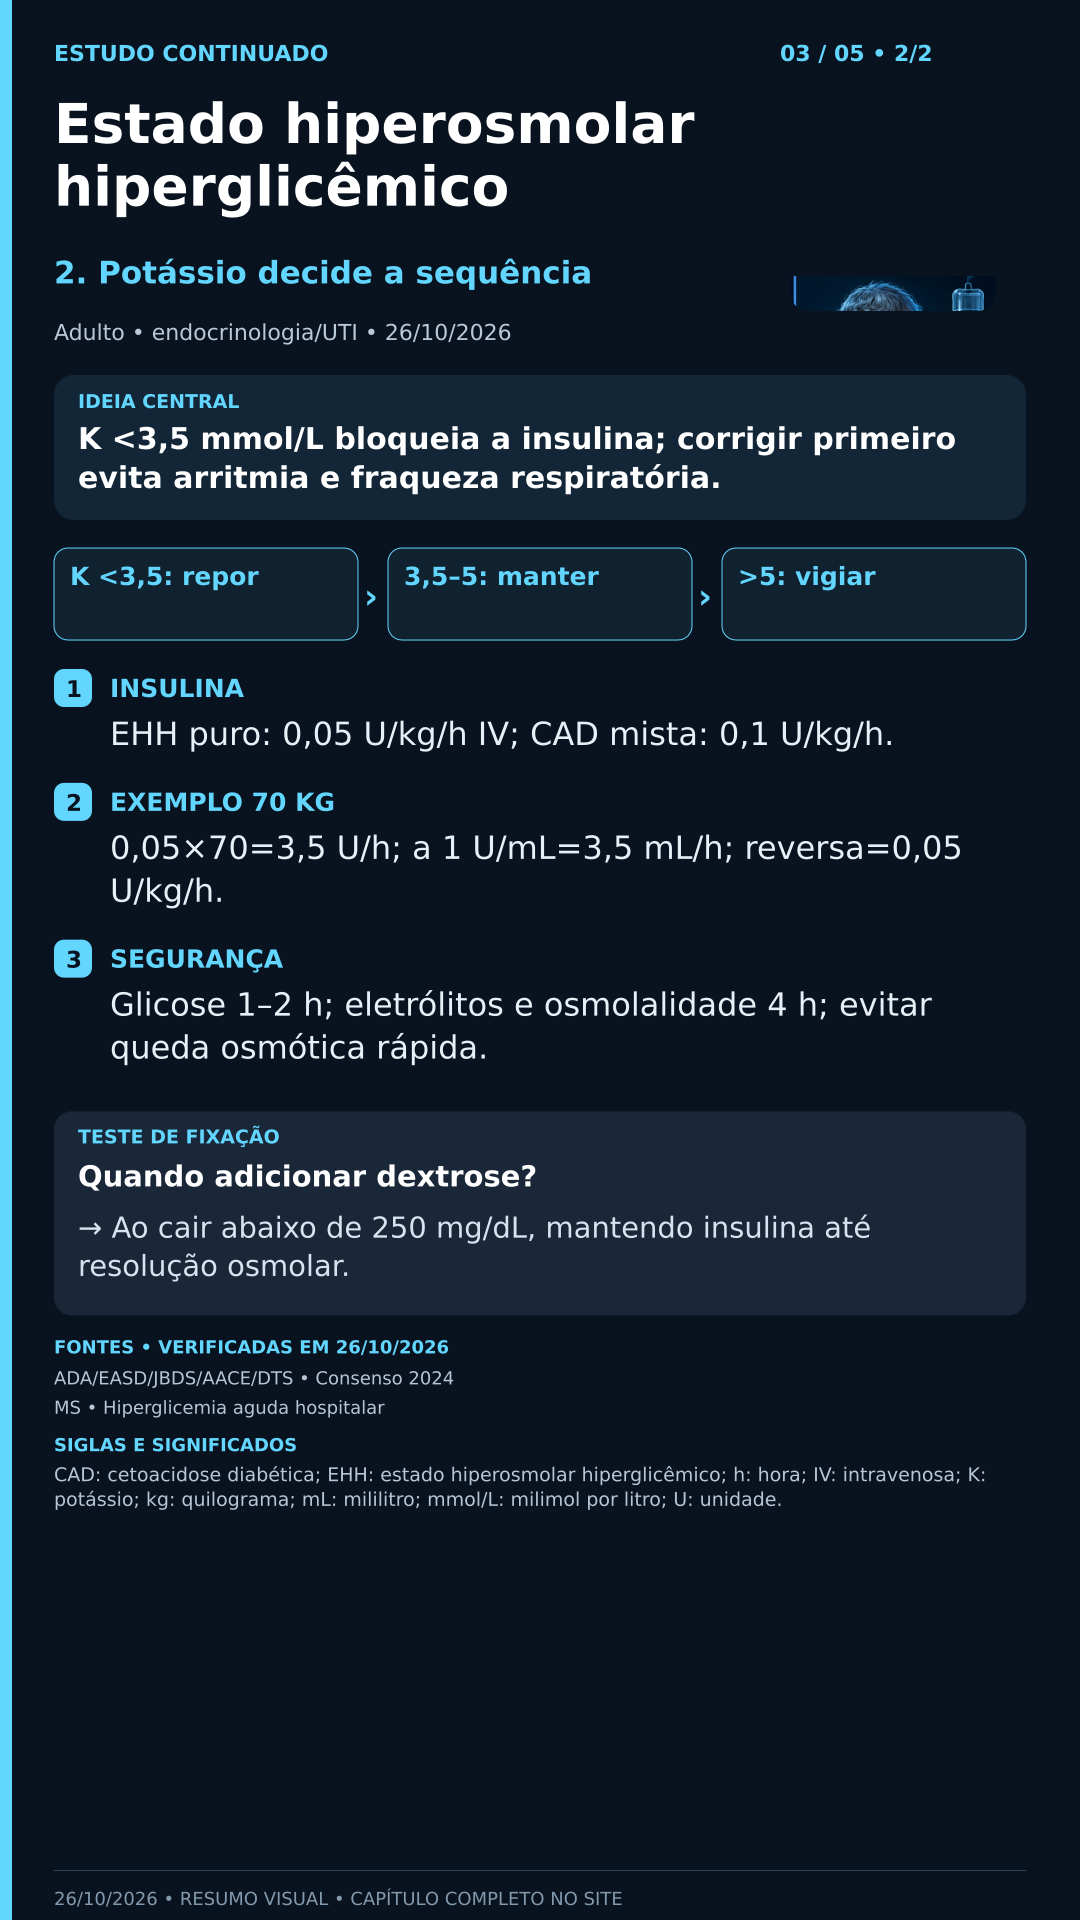 ESTUDO CONTINUADO
03 / 05 • 2/2
Estado hiperosmolar
hiperglicêmico
2. Potássio decide a sequência
Adulto • endocrinologia/UTI • 26/10/2026
IDEIA CENTRAL
K <3,5 mmol/L bloqueia a insulina; corrigir primeiro
evita arritmia e fraqueza respiratória.
K <3,5: repor
›
3,5–5: manter
›
>5: vigiar
1 INSULINA
EHH puro: 0,05 U/kg/h IV; CAD mista: 0,1 U/kg/h.
2 EXEMPLO 70 KG
0,05×70=3,5 U/h; a 1 U/mL=3,5 mL/h; reversa=0,05
U/kg/h.
3 SEGURANÇA
Glicose 1–2 h; eletrólitos e osmolalidade 4 h; evitar
queda osmótica rápida.
TESTE DE FIXAÇÃO
Quando adicionar dextrose?
→ Ao cair abaixo de 250 mg/dL, mantendo insulina até
resolução osmolar.
FONTES • VERIFICADAS EM 26/10/2026
ADA/EASD/JBDS/AACE/DTS • Consenso 2024
MS • Hiperglicemia aguda hospitalar
SIGLAS E SIGNIFICADOS
CAD: cetoacidose diabética; EHH: estado hiperosmolar hiperglicêmico; h: hora; IV: intravenosa; K:
potássio; kg: quilograma; mL: mililitro; mmol/L: milimol por litro; U: unidade.
26/10/2026 • RESUMO VISUAL • CAPÍTULO COMPLETO NO SITE